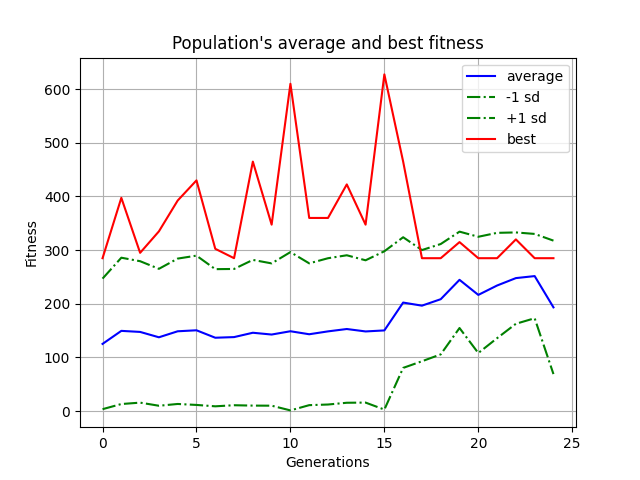 Population's average and best fitness
average
-1 sd
+1 sd
best
600
500
400
300
200
100
0
Fitness
0 5 10 15 20 25
Generations